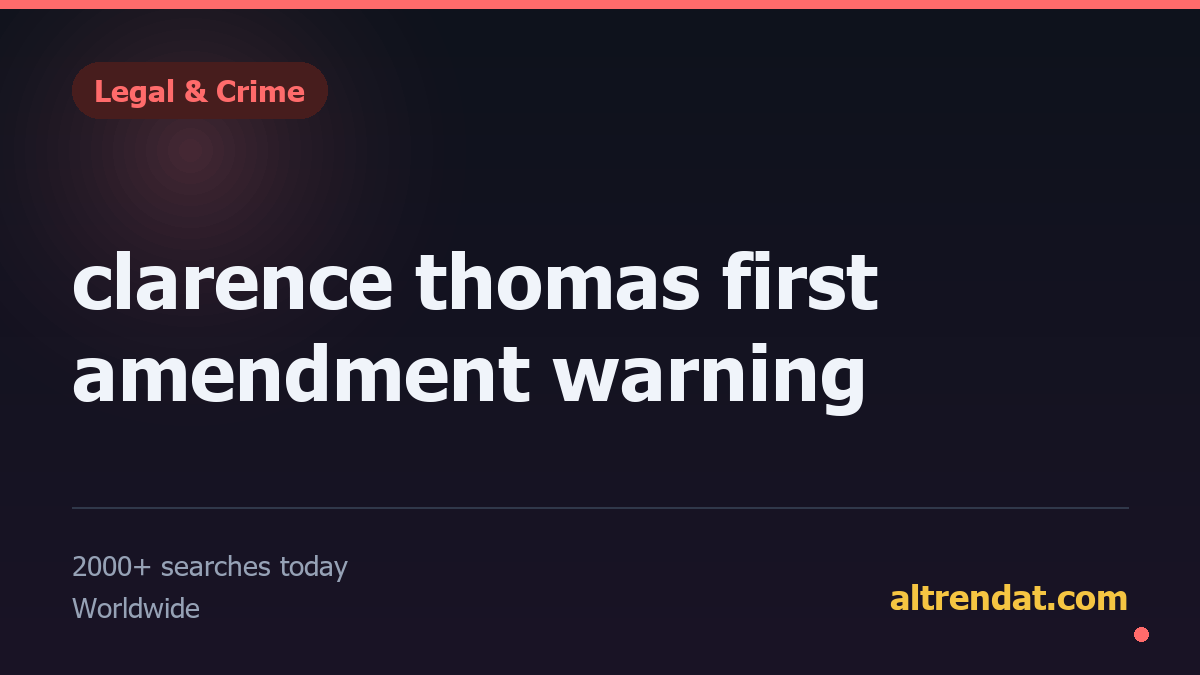 Legal & Crime
clarence thomas first
amendment warning
2000+ searches today
Worldwide
altrendat.com